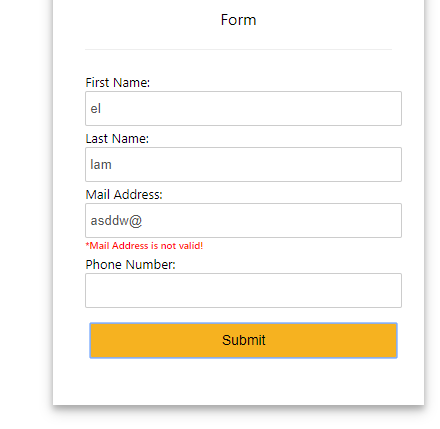 Form
First Name:
el
Last Name:
lam
Mail Address:
asddw@
*Mail Address is not valid!
Phone Number:
Submit